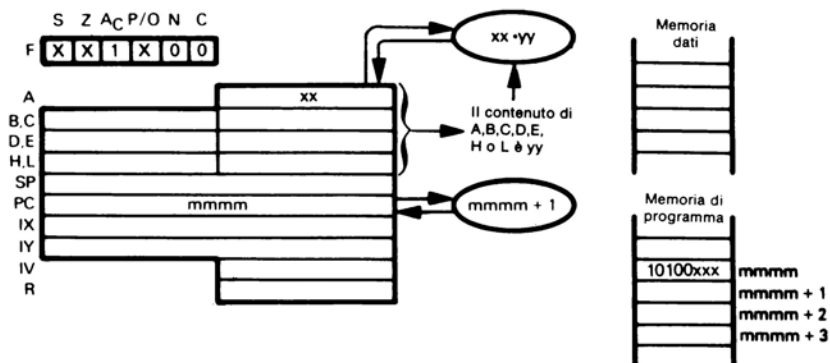 S Z AC P/O N C
F X X 1 X 0 0
A xx
B,C
D,E
H,L
SP
PC mmmm
IX
IY
IV
R
xx •yy
Il contenuto di
A,B,C,D,E,
H o L è yy
mmmm + 1
Memoria
dati
Memoria di
programma
10100xxx mmmm
mmmm + 1
mmmm + 2
mmmm + 3